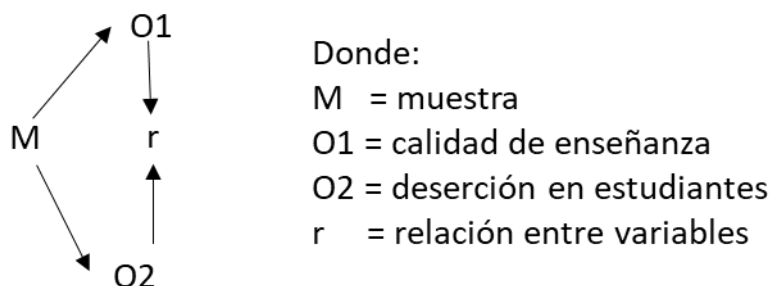 O1
M
r
O2
Donde:
M = muestra
O1 = calidad de enseñanza
O2 = deserción en estudiantes
r = relación entre variables